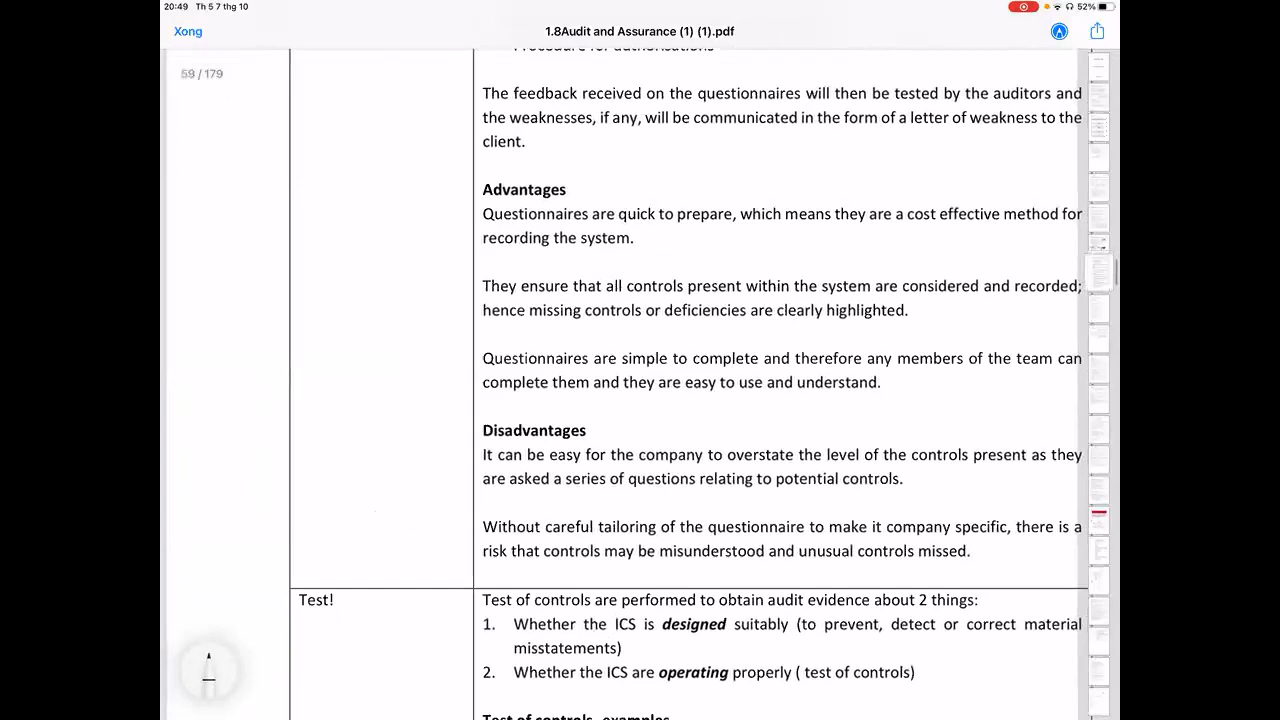 20:49 Th 5 7 thg 10
52%
Xong
1.8Audit and Assurance (1) (1).pdf
59 / 179
Procedure for authorisations
The feedback received on the questionnaires will then be tested by the auditors and
the weaknesses, if any, will be communicated in the form of a letter of weakness to the
client.
Advantages
Questionnaires are quick to prepare, which means they are a cost effective method for
recording the system.
They ensure that all controls present within the system are considered and recorded;
hence missing controls or deficiencies are clearly highlighted.
Questionnaires are simple to complete and therefore any members of the team can
complete them and they are easy to use and understand.
Disadvantages
It can be easy for the company to overstate the level of the controls present as they
are asked a series of questions relating to potential controls.
Without careful tailoring of the questionnaire to make it company specific, there is a
risk that controls may be misunderstood and unusual controls missed.
Test!
Test of controls are performed to obtain audit evidence about 2 things:
1. Whether the ICS is designed suitably (to prevent, detect or correct material
misstatements)
2. Whether the ICS are operating properly ( test of controls)
Test of controls, examples